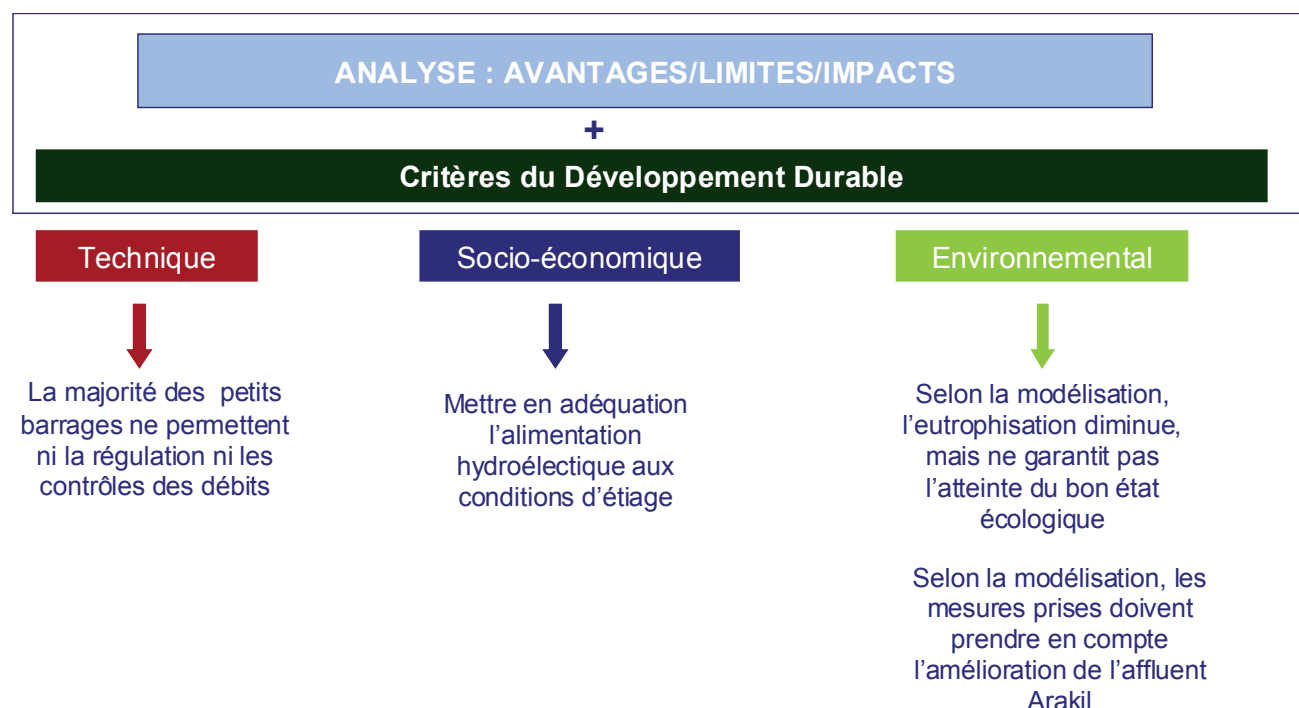 ANALYSE : AVANTAGES/LIMITES/IMPACTS
+
Critères du Développement Durable
Technique
La majorité des petits
barrages ne permettent
ni la régulation ni les
contrôles des débits
Socio-économique
Mettre en adéquation
l’alimentation
hydroélectique aux
conditions d’étiage
Environnemental
Selon la modélisation,
l’eutrophisation diminue,
mais ne garantit pas
l’atteinte du bon état
écologique
Selon la modélisation, les
mesures prises doivent
prendre en compte
l’amélioration de l’affluent
Arakil